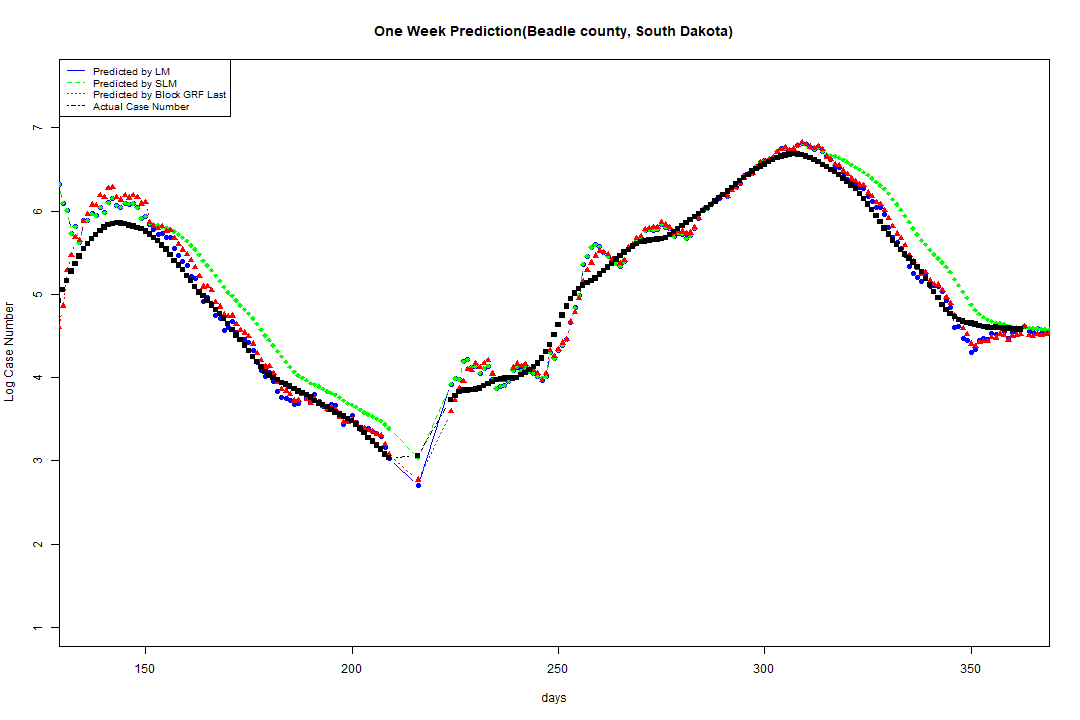 One Week Prediction(Beadle county, South Dakota)
Predicted by LM
Predicted by SLM
Predicted by Block GRF Last
Actual Case Number
Log Case Number
7
6
5
4
3
2
1
150 200 250 300 350
days